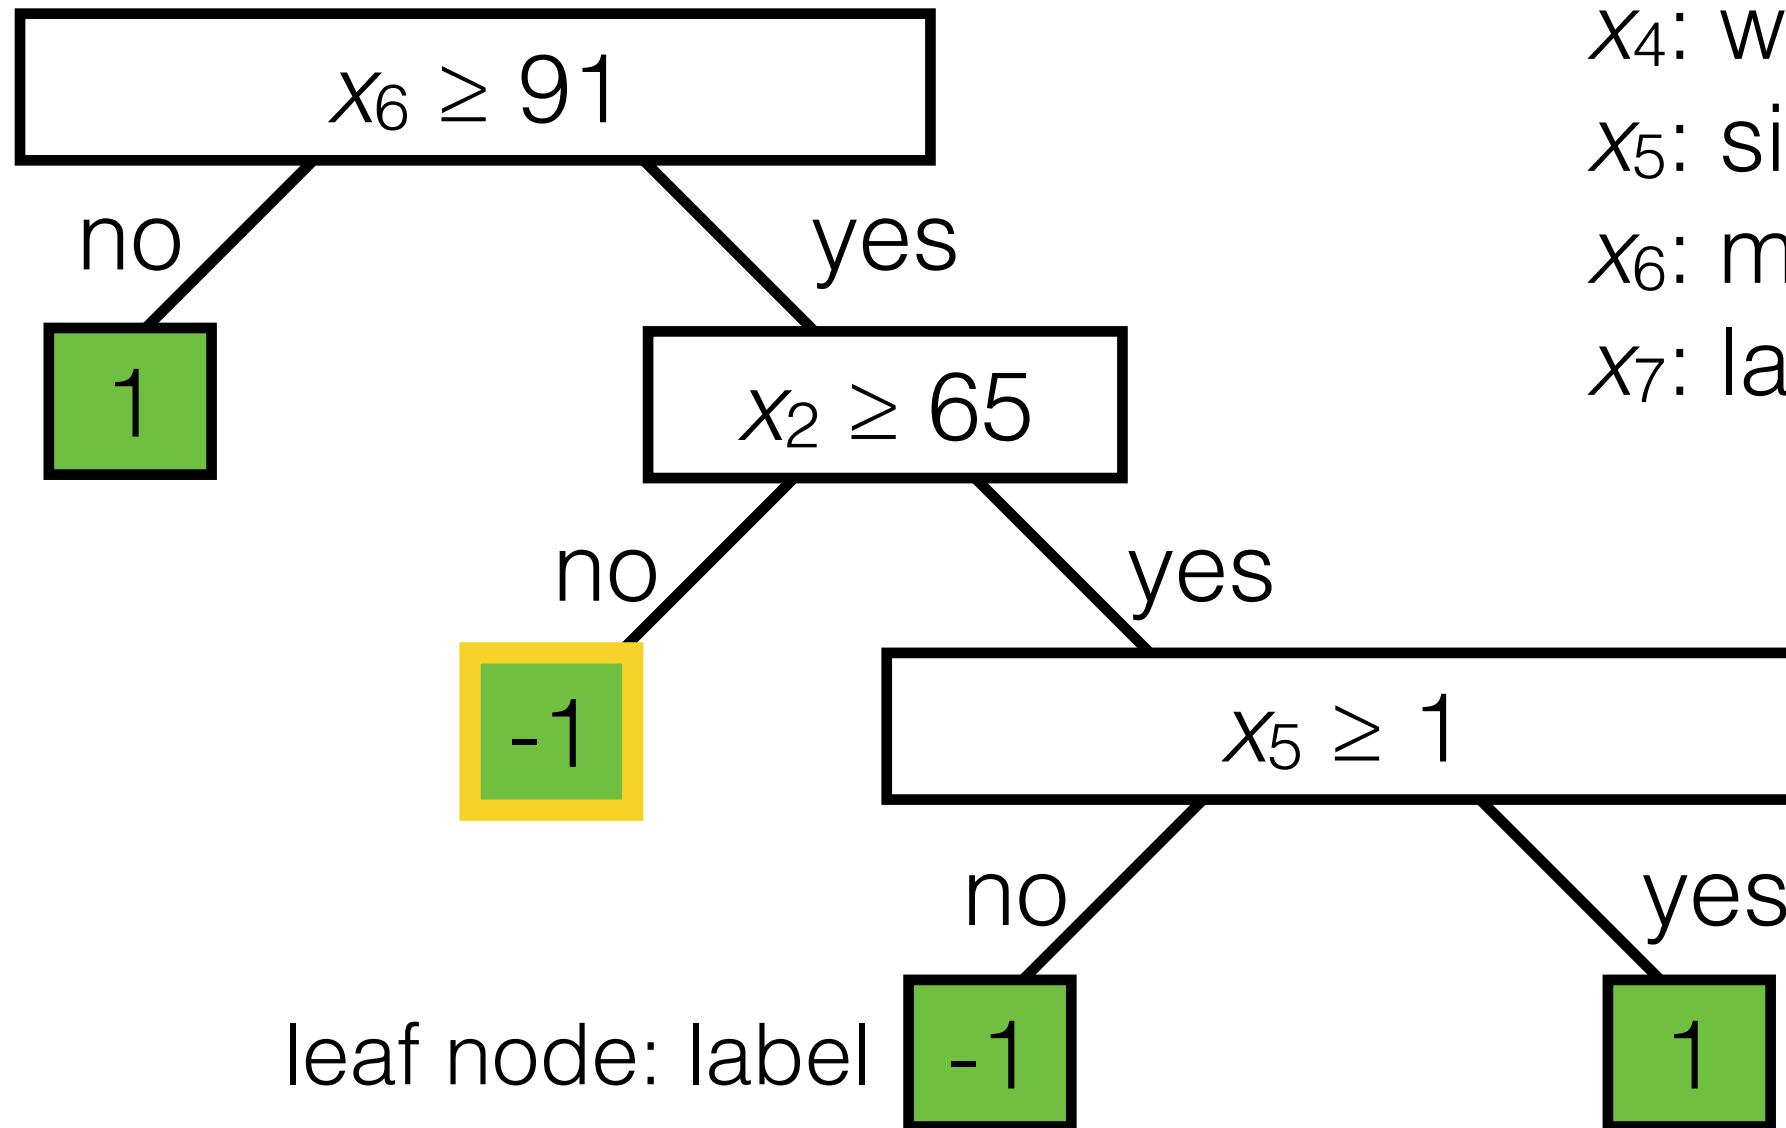 x₆ ≥ 91
no
yes
1
x₂ ≥ 65
no
yes
-1
x₅ ≥ 1
no
yes
leaf node: label
-1
1
x₄:
x₅:
x₆:
x₇: